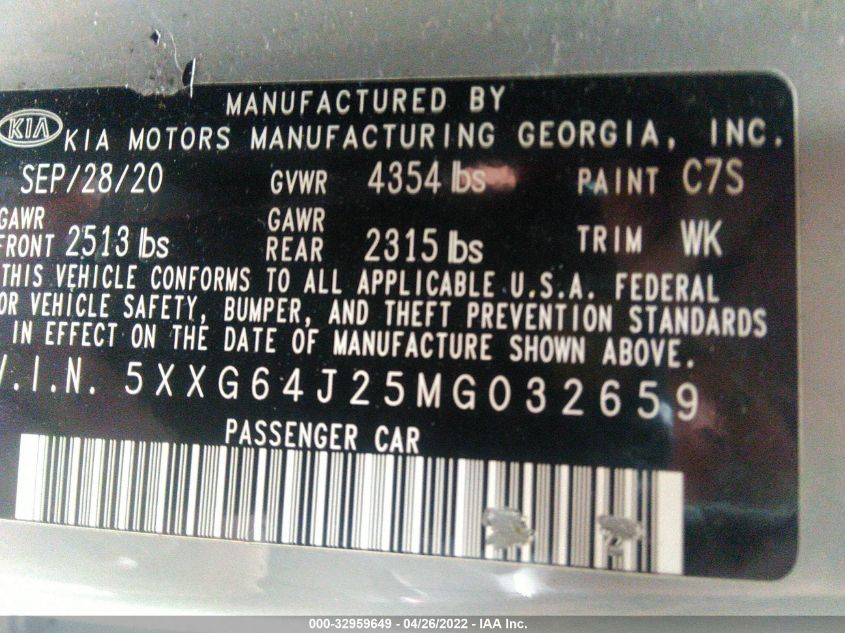 MANUFACTURED BY
KIA
KIA MOTORS MANUFACTURING GEORGIA, INC.
SEP/28/20 GVWR 4354 lbs PAINT C7S
GAWR FRONT 2513 lbs GAWR REAR 2315 lbs TRIM WK
THIS VEHICLE CONFORMS TO ALL APPLICABLE U.S.A. FEDERAL
OR VEHICLE SAFETY, BUMPER, AND THEFT PREVENTION STANDARDS
IN EFFECT ON THE DATE OF MANUFACTURE SHOWN ABOVE.
V.I.N. 5XXG64J25MG032659
PASSENGER CAR
000-32959649 - 04/26/2022 - IAA Inc.